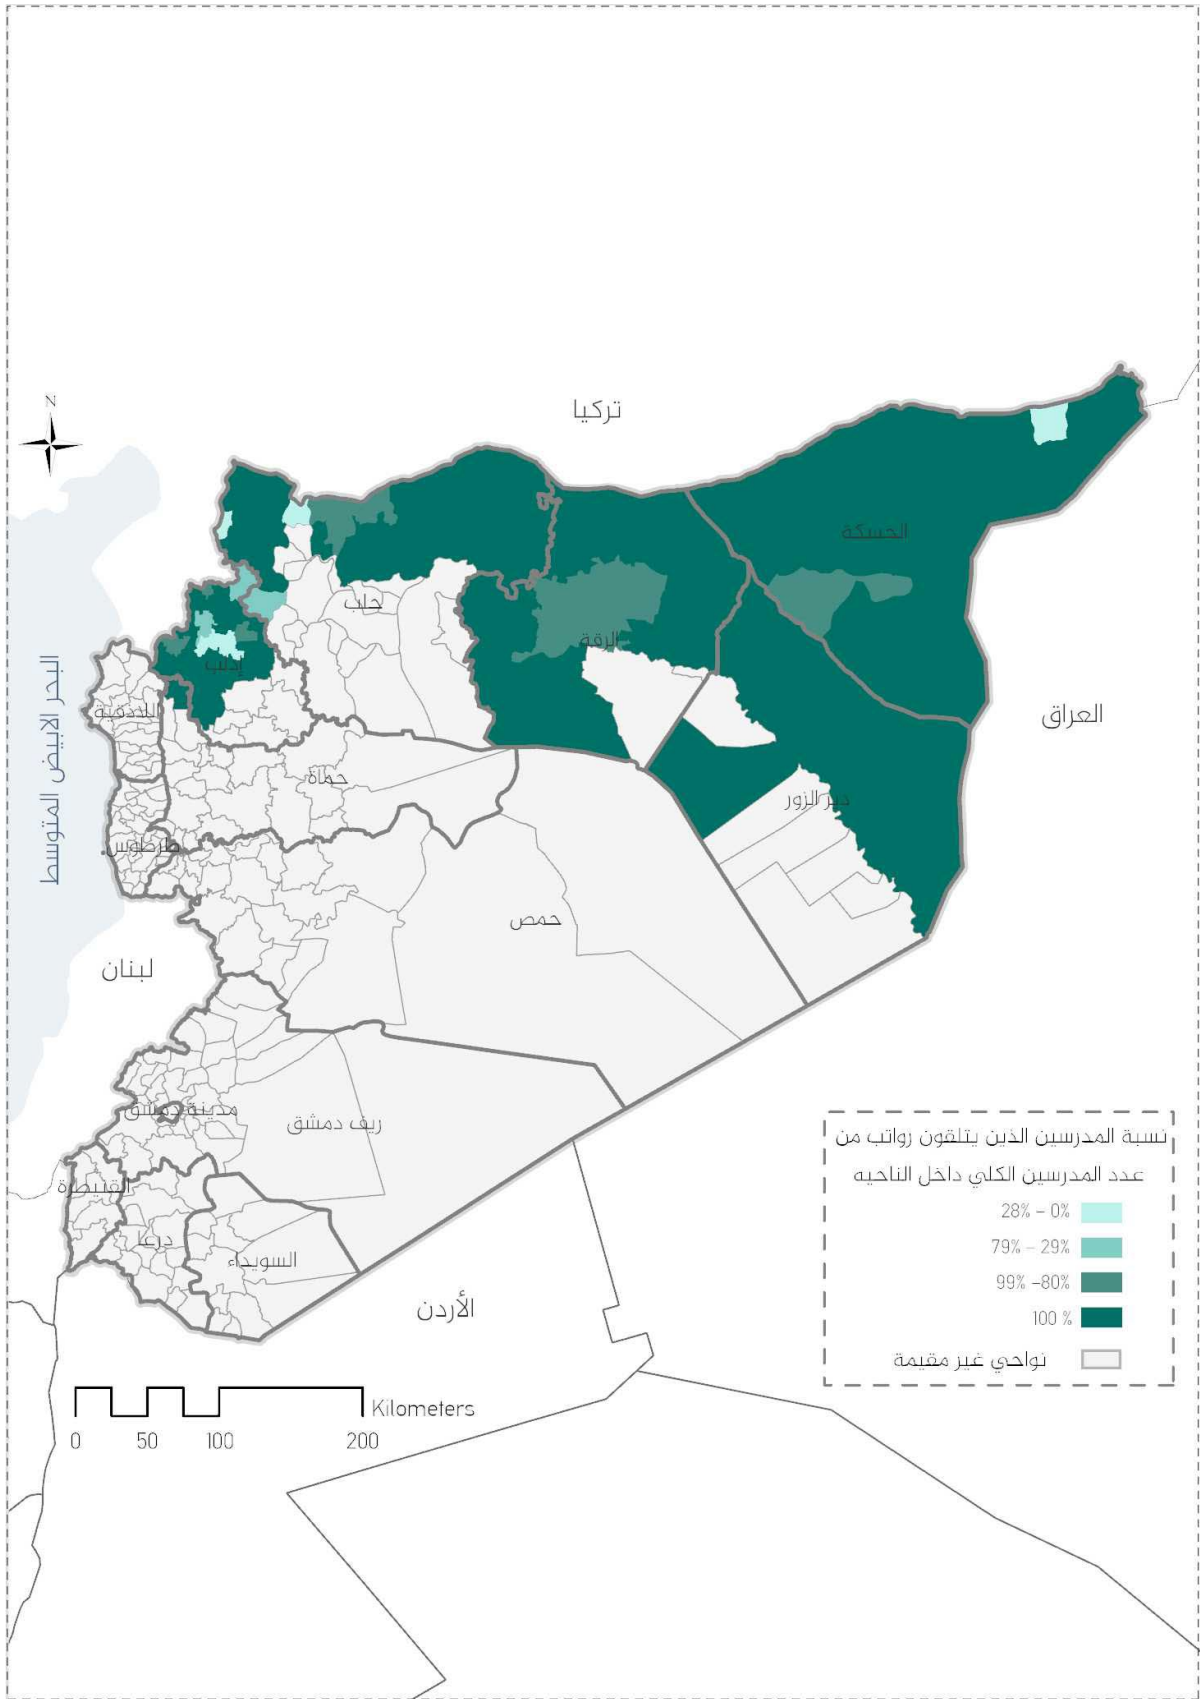 N
تركيا
الحسكة
حلب
الرقة
إدلب
العراق
اللاذقية
البحر الابيض المتوسط
حماة
دير الزور
طرطوس
حمص
لبنان
مدينة دمشق
ريف دمشق
القنيطرة
درعا
السويداء
الأردن
نسبة المدرسين الذين يتلقون رواتب من
عدد المدرسين الكلي داخل الناحيه
28% – 0%
79% – 29%
99% –80%
100 %
نواحي غير مقيمة
Kilometers
0 50 100 200